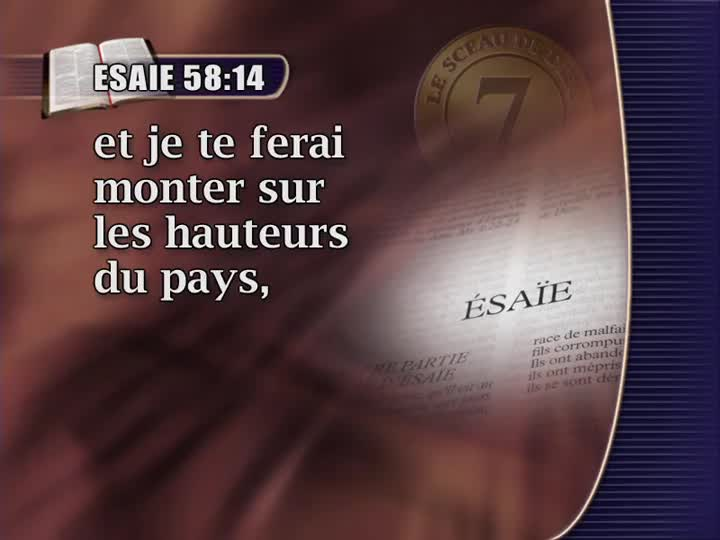 ESAIE 58:14
et je te ferai
monter sur
les hauteurs
du pays,
LE SCEAU DE
7
ÉSAÏE
PARTIE
D'ÉSAÏE
race de malfai
fils corrompu
Ils ont aband
ils ont mépris
ils se sont dé